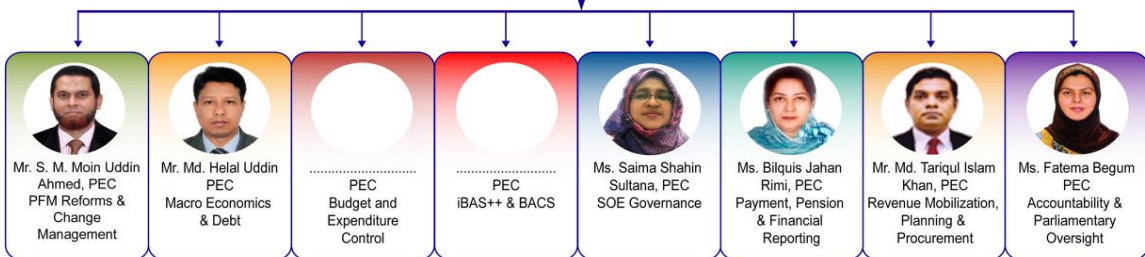 Mr. S. M. Moin Uddin
Ahmed, PEC
PFM Reforms &
Change
Management
Mr. Md. Helal Uddin
PEC
Macro Economics
& Debt
................................
PEC
Budget and
Expenditure
Control
................................
PEC
iBAS++ & BACS
Ms. Saima Shahin
Sultana, PEC
SOE Governance
Ms. Bilquis Jahan
Rimi, PEC
Payment, Pension
& Financial
Reporting
Mr. Md. Tariqul Islam
Khan, PEC
Revenue Mobilization,
Planning &
Procurement
Ms. Fatema Begum
PEC
Accountability &
Parliamentary
Oversight